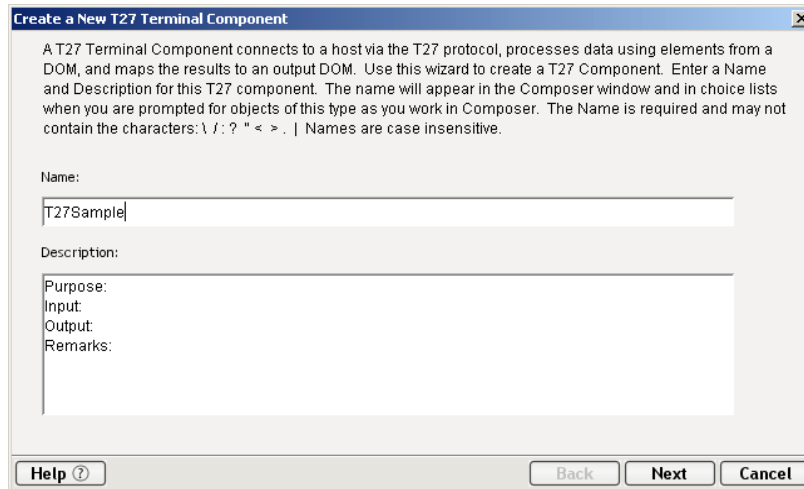 Create a New T27 Terminal Component
A T27 Terminal Component connects to a host via the T27 protocol, processes data using elements from a
DOM, and maps the results to an output DOM. Use this wizard to create a T27 Component. Enter a Name
and Description for this T27 component. The name will appear in the Composer window and in choice lists
when you are prompted for objects of this type as you work in Composer. The Name is required and may not
contain the characters: \ / : ? " < > . | Names are case insensitive.
Name:
T27Sample
Description:
Purpose:
Input:
Output:
Remarks:
Help ? Back Next Cancel